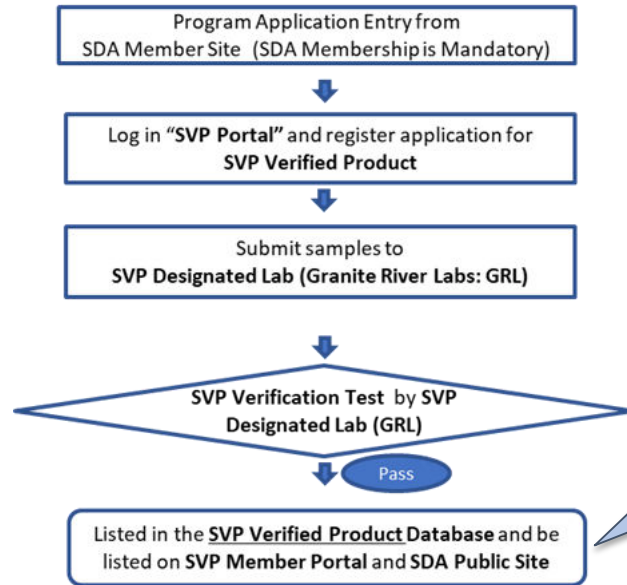 Program Application Entry from
SDA Member Site (SDA Membership is Mandatory)
Log in “SVP Portal” and register application for
SVP Verified Product
Submit samples to
SVP Designated Lab (Granite River Labs: GRL)
SVP Verification Test by SVP
Designated Lab (GRL)
Pass
Listed in the SVP Verified Product Database and be
listed on SVP Member Portal and SDA Public Site